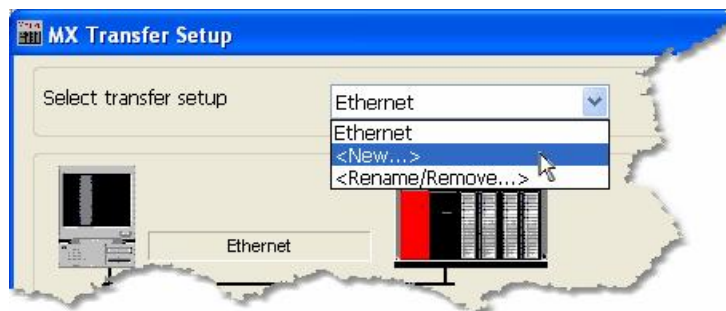 MX Transfer Setup
Select transfer setup
Ethernet
Ethernet
<New...>
<Rename/Remove...>
Ethernet